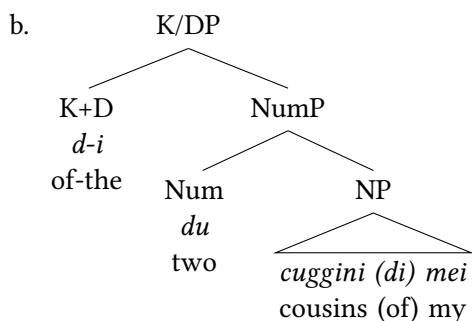 b. K/DP
K+D NumP
d-i
of-the
Num NP
du
two
cuggini (di) mei
cousins (of) my